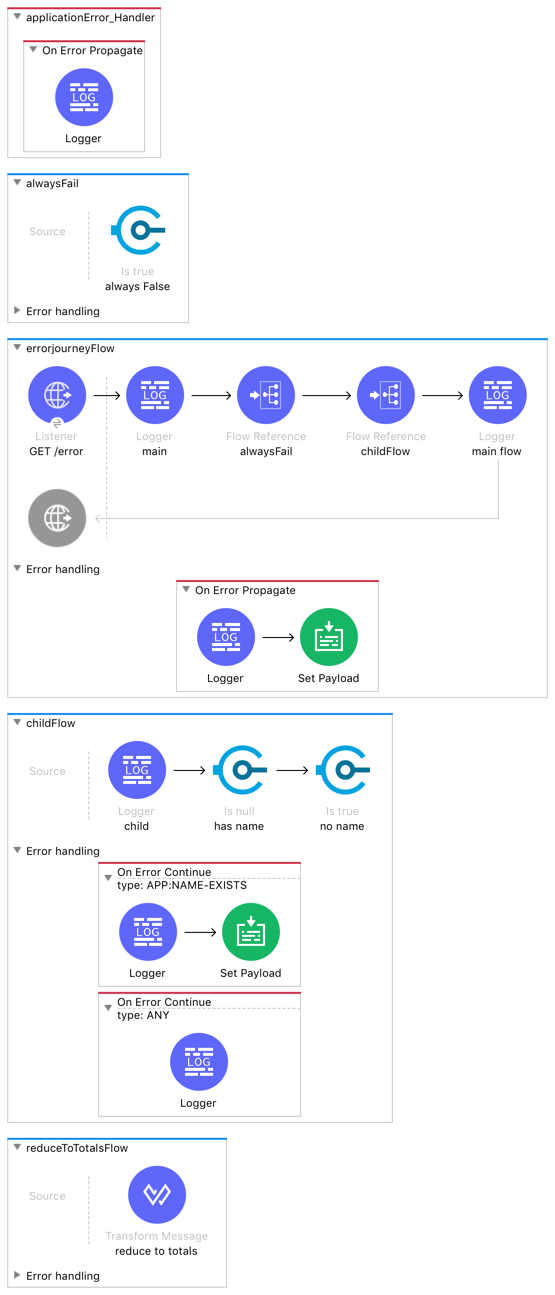 applicationError_Handler
On Error Propagate
LOG
Logger
alwaysFail
Source
Is true
always False
Error handling
errorjourneyFlow
LOG
LOG
Listener
Logger
Flow Reference
Flow Reference
Logger
GET /error
main
alwaysFail
childFlow
main flow
Error handling
On Error Propagate
LOG
Logger
Set Payload
childFlow
Source
LOG
Logger
Is null
Is true
child
has name
no name
Error handling
On Error Continue
type: APP:NAME-EXISTS
LOG
Logger
Set Payload
On Error Continue
type: ANY
LOG
Logger
reduceToTotalsFlow
Source
Transform Message
reduce to totals
Error handling